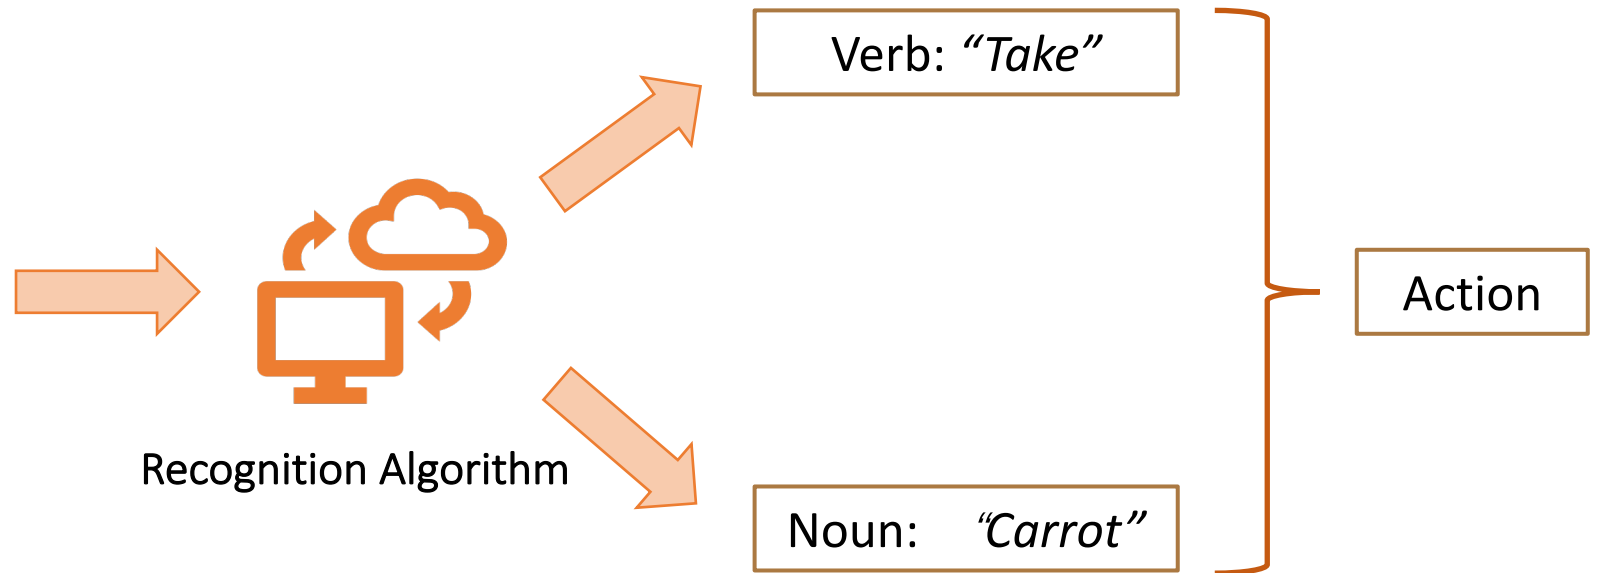 Verb: “Take”
Action
Recognition Algorithm
Noun: “Carrot”